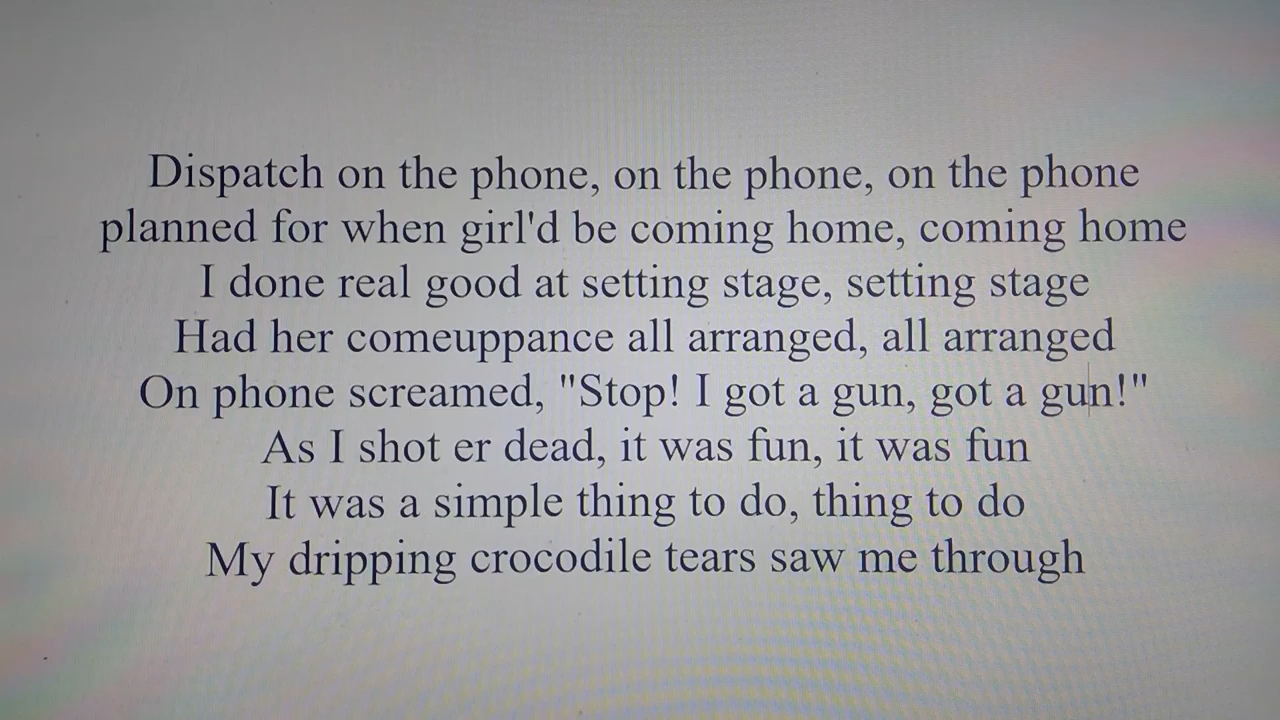 Dispatch on the phone, on the phone, on the phone
planned for when girl'd be coming home, coming home
I done real good at setting stage, setting stage
Had her comeuppance all arranged, all arranged
On phone screamed, "Stop! I got a gun, got a gun!"
As I shot er dead, it was fun, it was fun
It was a simple thing to do, thing to do
My dripping crocodile tears saw me through